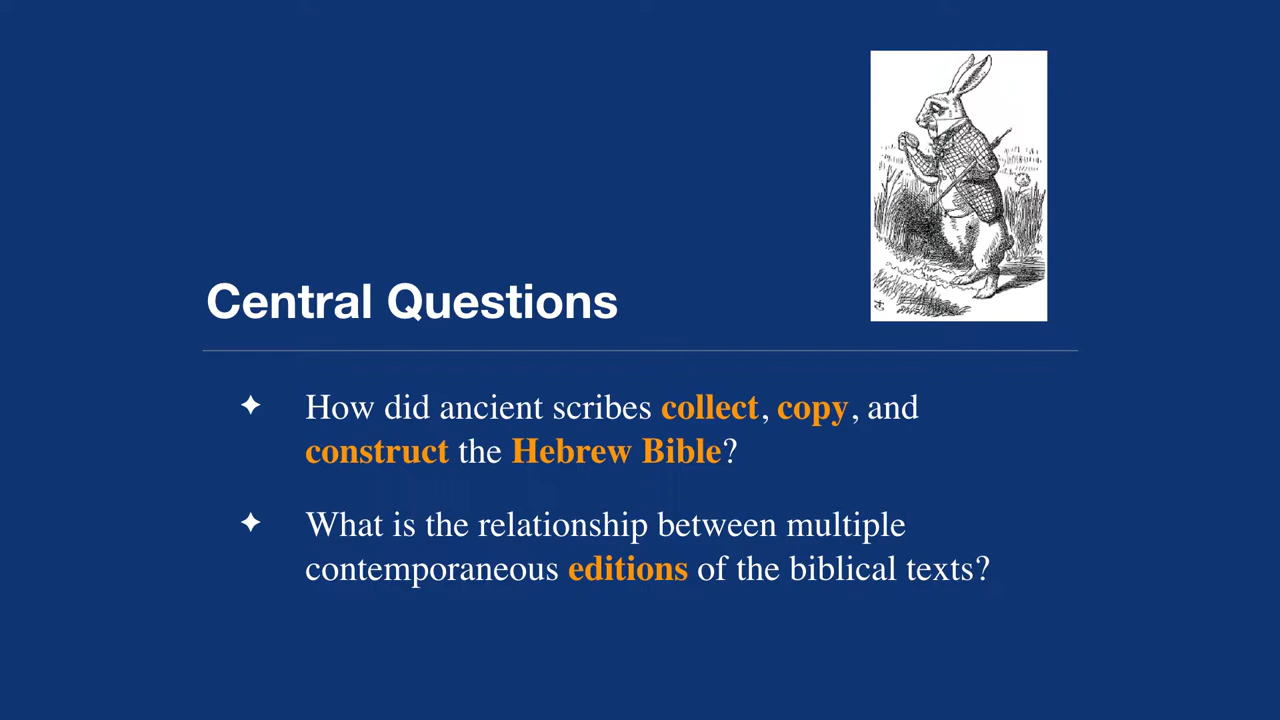 Central Questions
How did ancient scribes collect, copy, and
construct the Hebrew Bible?
What is the relationship between multiple
contemporaneous editions of the biblical texts?